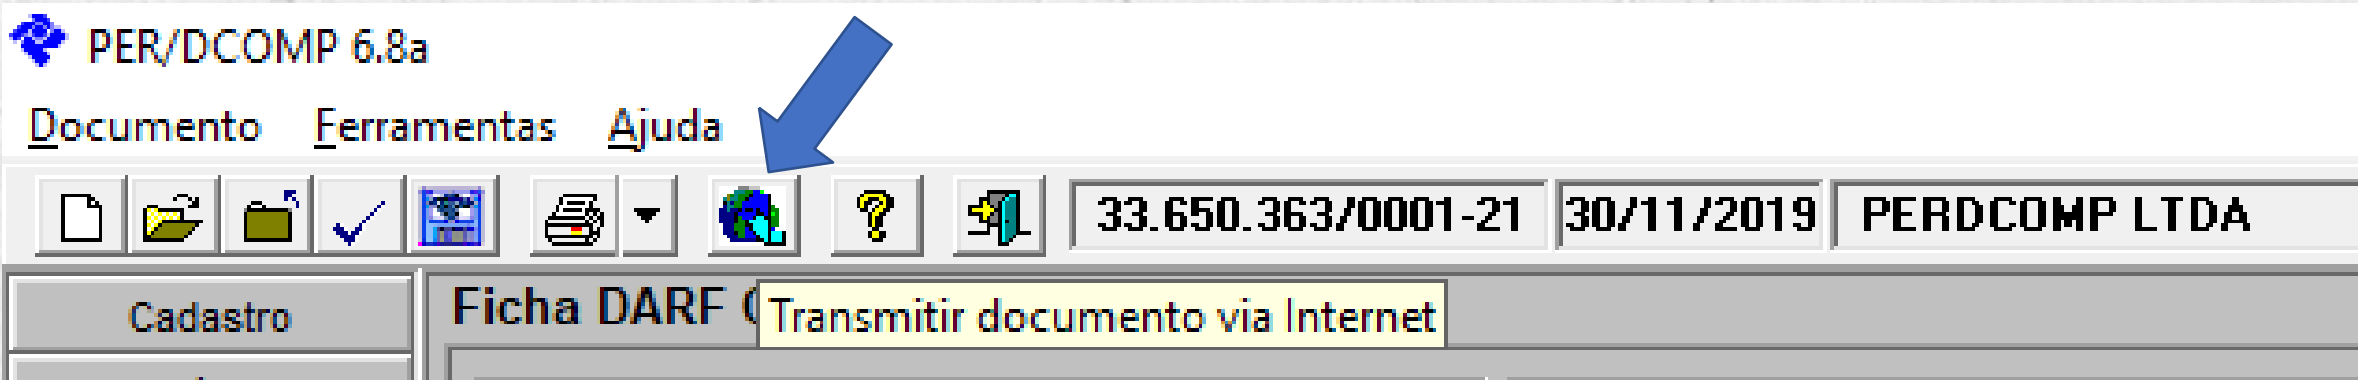 PER/DCOMP 6.8a
Documento Ferramentas Ajuda
33.650.363/0001-21 30/11/2019 PERDCOMP LTDA
Cadastro Ficha DARF
Transmitir documento via Internet